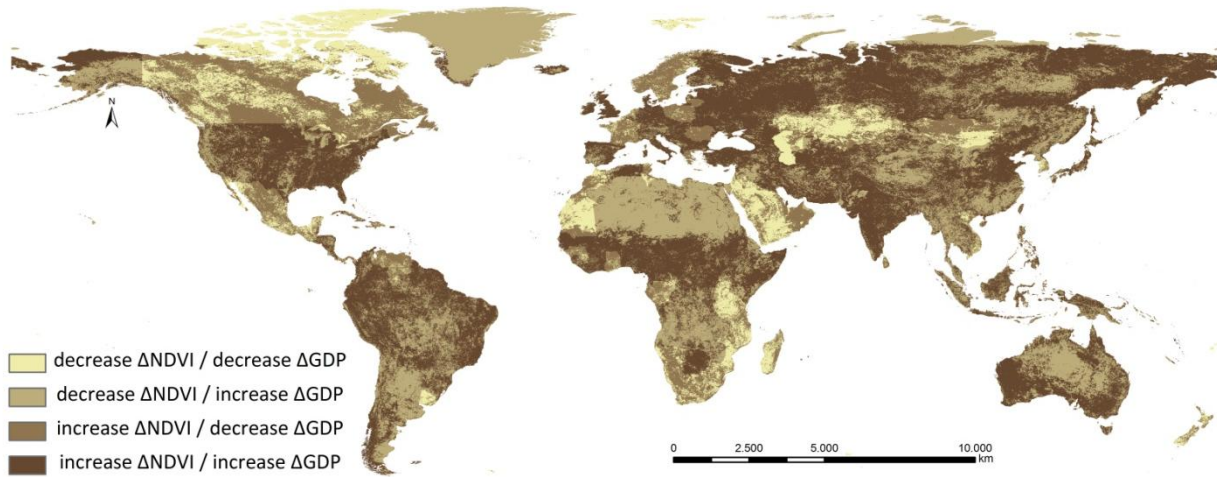 N
decrease ΔNDVI / decrease ΔGDP
decrease ΔNDVI / increase ΔGDP
increase ΔNDVI / decrease ΔGDP
increase ΔNDVI / increase ΔGDP
0 2.500 5.000 10.000
km